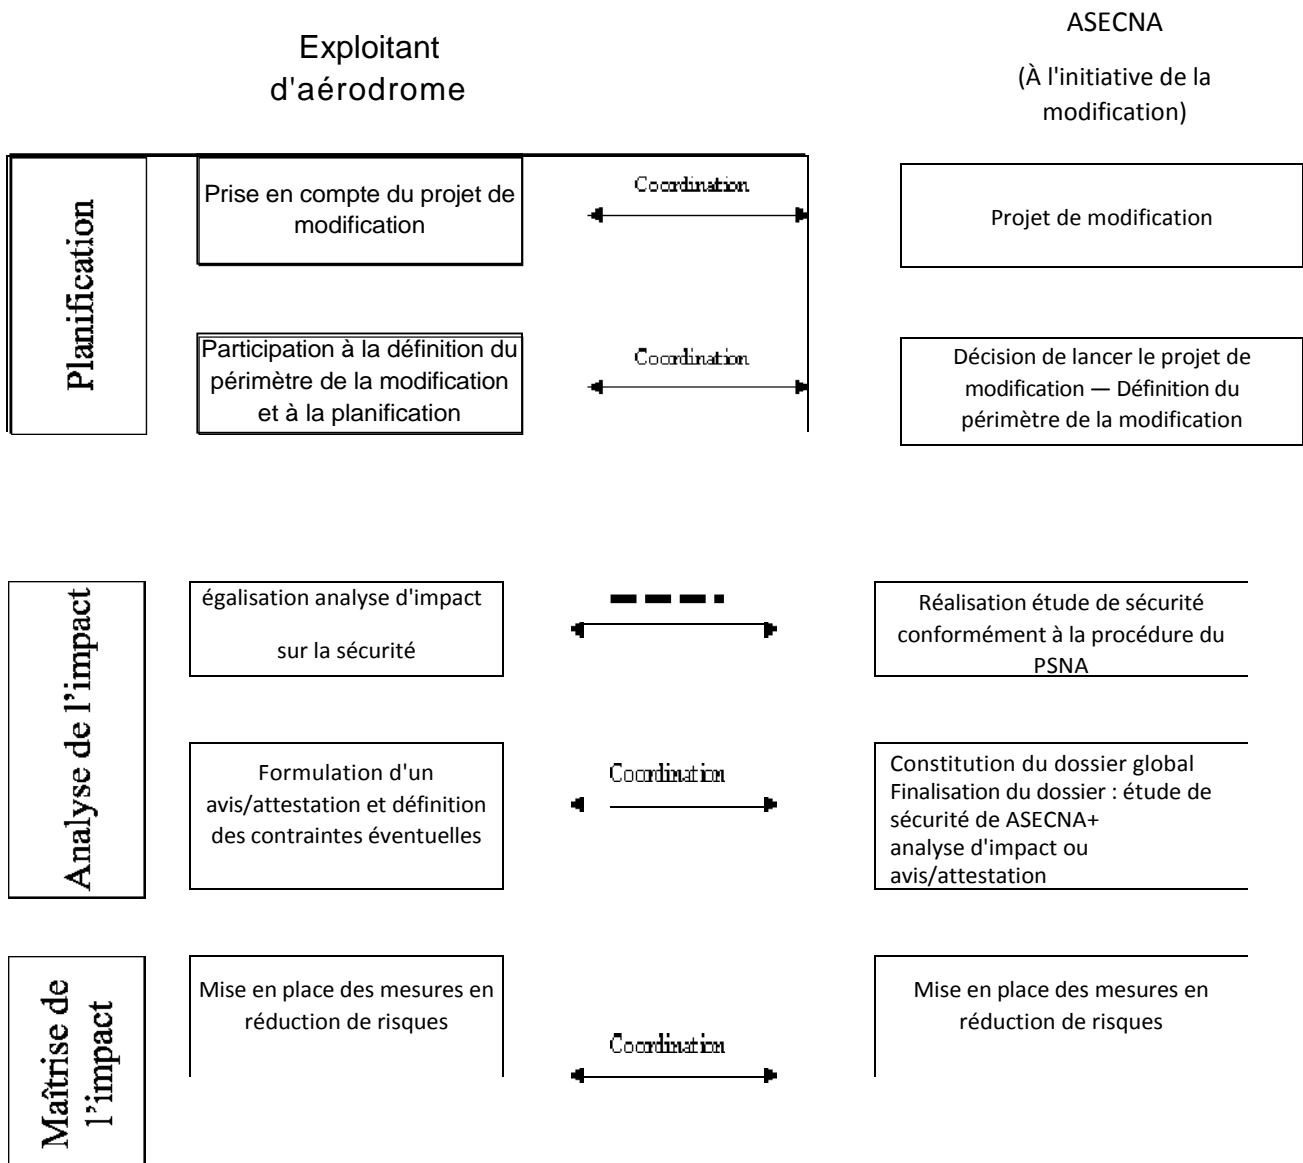 Exploitant
d'aérodrome
ASECNA
(À l'initiative de la
modification)
Planification
Prise en compte du projet de
modification
Coordination
Projet de modification
Participation à la définition du
périmètre de la modification
et à la planification
Coordination
Décision de lancer le projet de
modification — Définition du
périmètre de la modification
Analyse de l'impact
égalisation analyse d'impact
sur la sécurité
Réalisation étude de sécurité
conformément à la procédure du
PSNA
Formulation d'un
avis/attestation et définition
des contraintes éventuelles
Coordination
Constitution du dossier global
Finalisation du dossier : étude de
sécurité de ASECNA+
analyse d'impact ou
avis/attestation
Maîtrise de
l'impact
Mise en place des mesures en
réduction de risques
Coordination
Mise en place des mesures en
réduction de risques